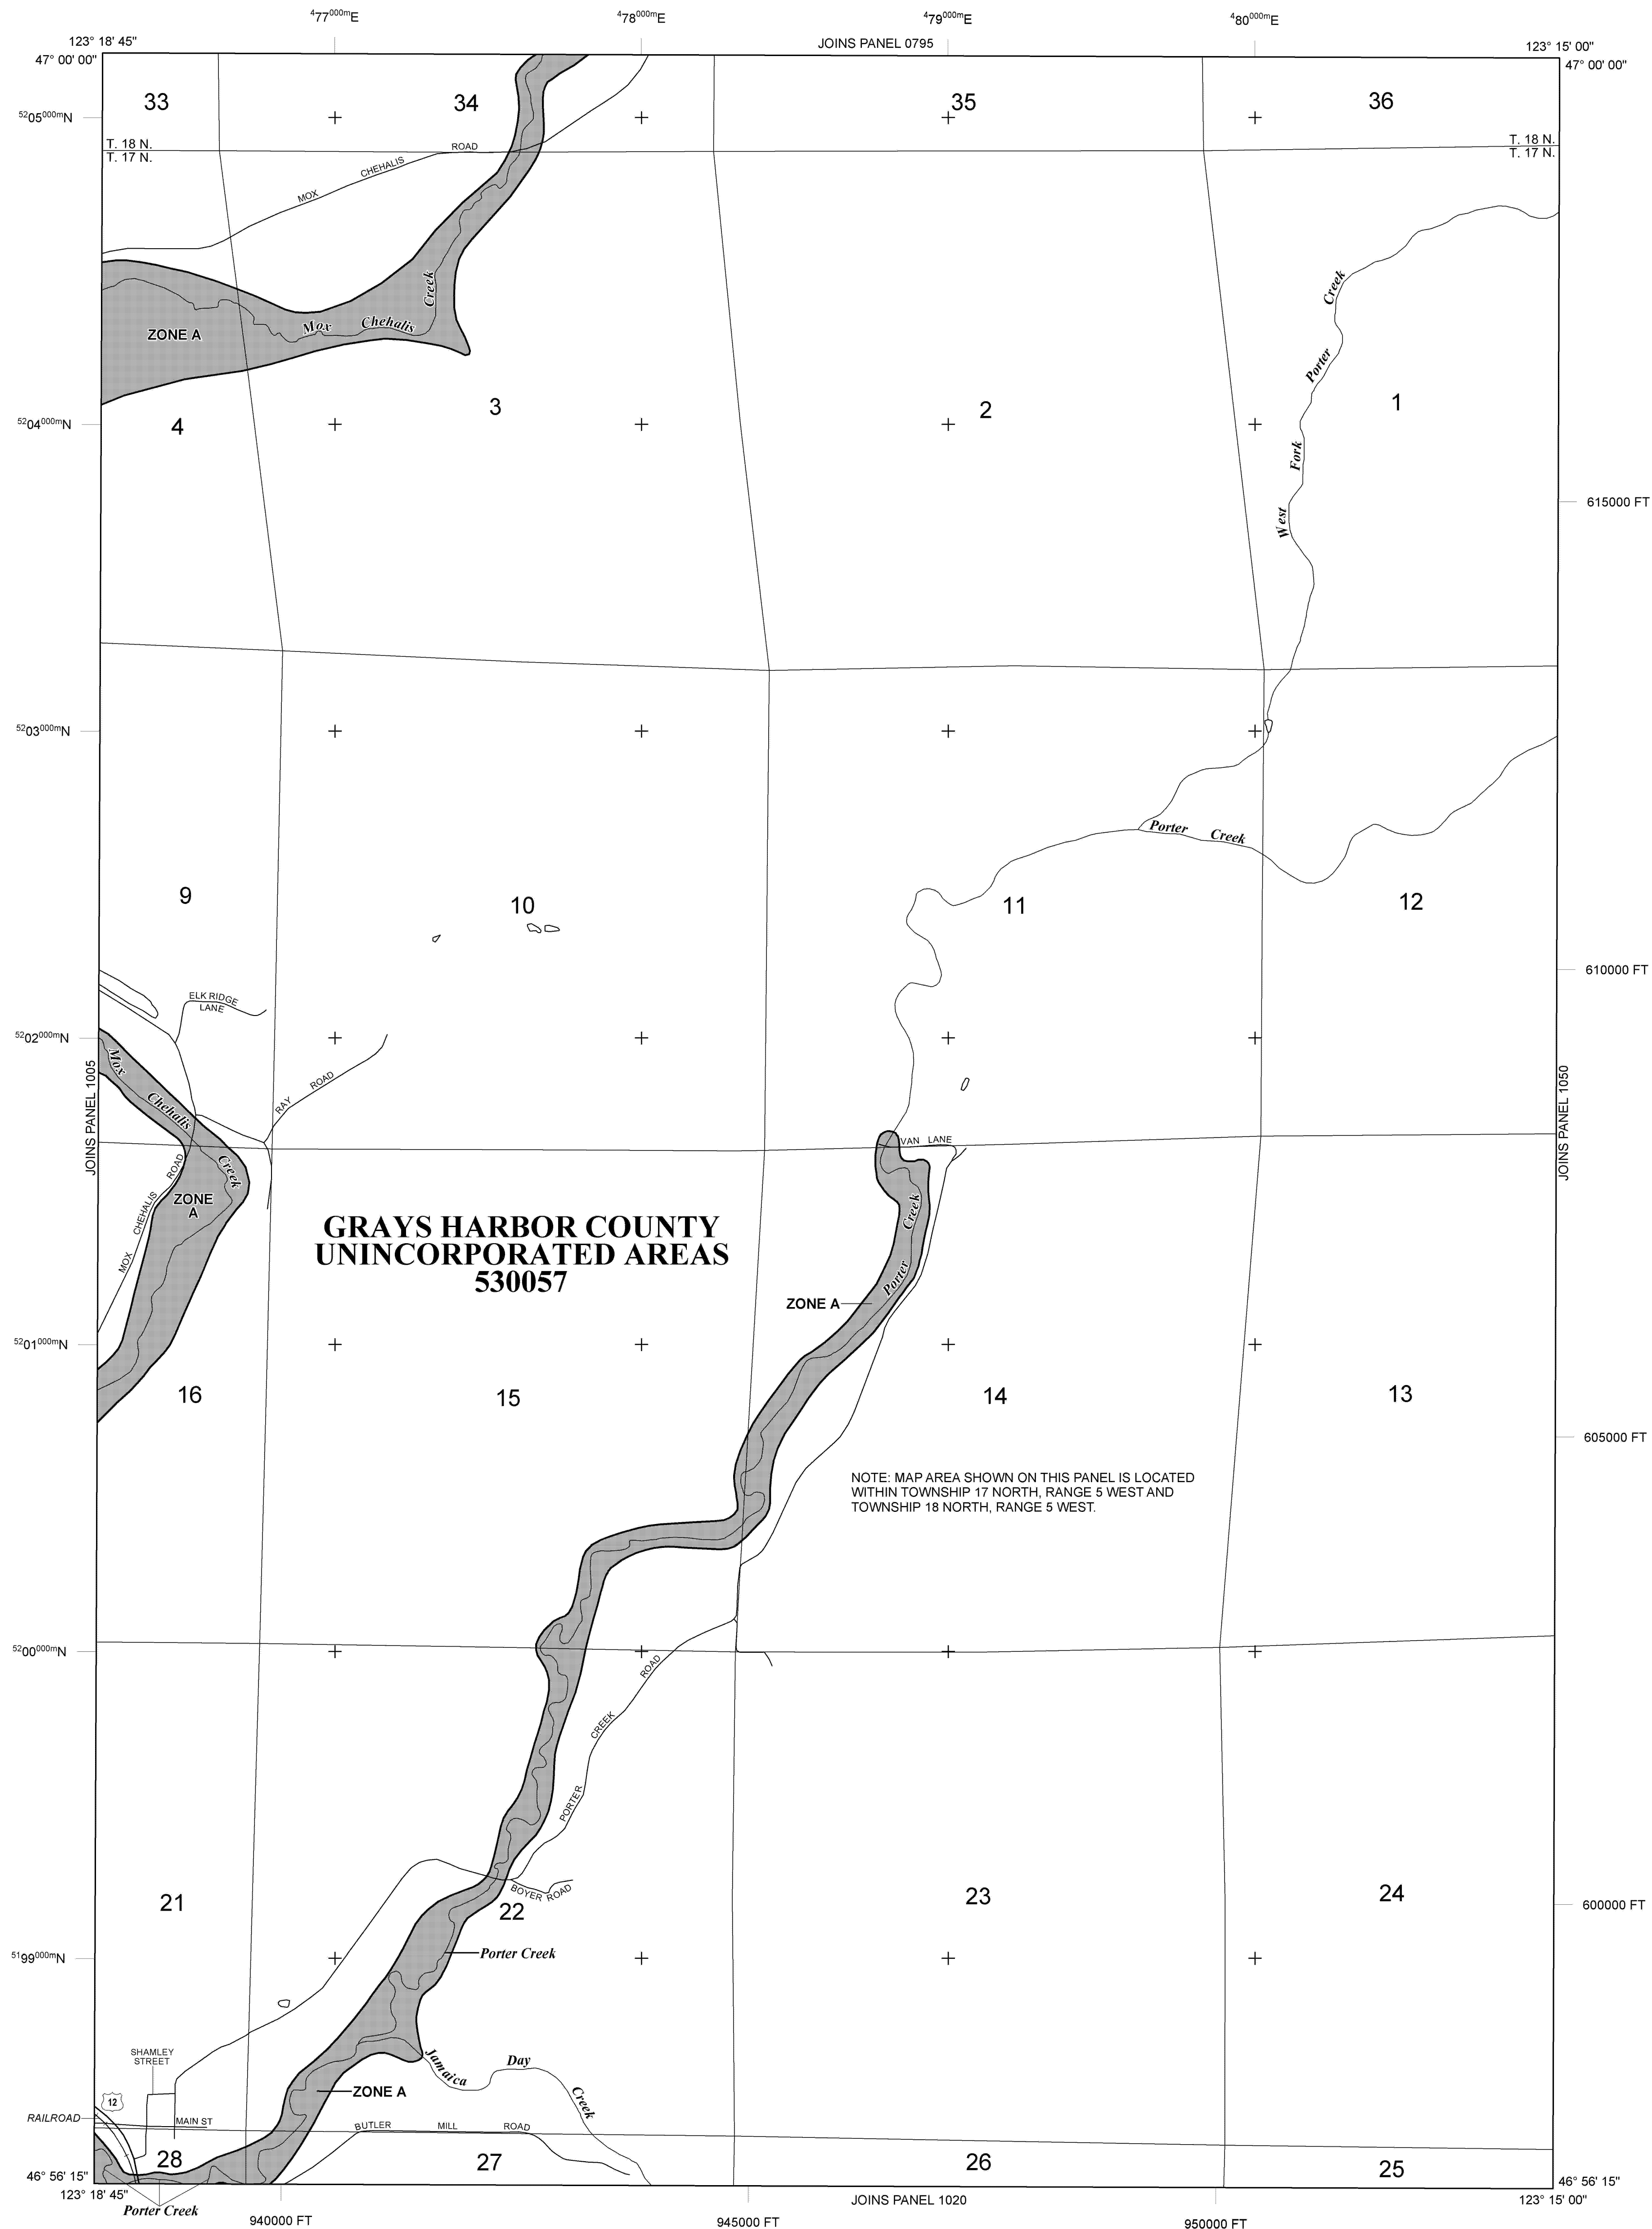 477000mE
478000mE
479000mE
480000mE
123° 18' 45"
JOINS PANEL 0795
123° 15' 00"
47° 00' 00"
47° 00' 00"
33
34
35
36
5205000mN
T. 18 N.
T. 17 N.
T. 18 N.
T. 17 N.
MOX CHEHALIS ROAD
Mox Chehalis Creek
ZONE A
West Fork Porter Creek
4
3
2
1
5204000mN
615000 FT
5203000mN
Porter Creek
9
10
11
12
610000 FT
ELK RIDGE
LANE
5202000mN
RAY ROAD
JOINS PANEL 1005
JOINS PANEL 1050
Mox Chehalis Creek
VAN LANE
MOX CHEHALIS ROAD
ZONE
A
GRAYS HARBOR COUNTY
UNINCORPORATED AREAS
530057
Porter Creek
ZONE A
5201000mN
16
15
14
13
605000 FT
NOTE: MAP AREA SHOWN ON THIS PANEL IS LOCATED
WITHIN TOWNSHIP 17 NORTH, RANGE 5 WEST AND
TOWNSHIP 18 NORTH, RANGE 5 WEST.
5200000mN
PORTER CREEK ROAD
BOYER ROAD
21
22
23
24
600000 FT
Porter Creek
5199000mN
SHAMLEY
STREET
Jamaica Day Creek
ZONE A
12
RAILROAD
MAIN ST
BUTLER MILL ROAD
28
27
26
25
46° 56' 15"
46° 56' 15"
123° 18' 45"
JOINS PANEL 1020
123° 15' 00"
Porter Creek
940000 FT
945000 FT
950000 FT